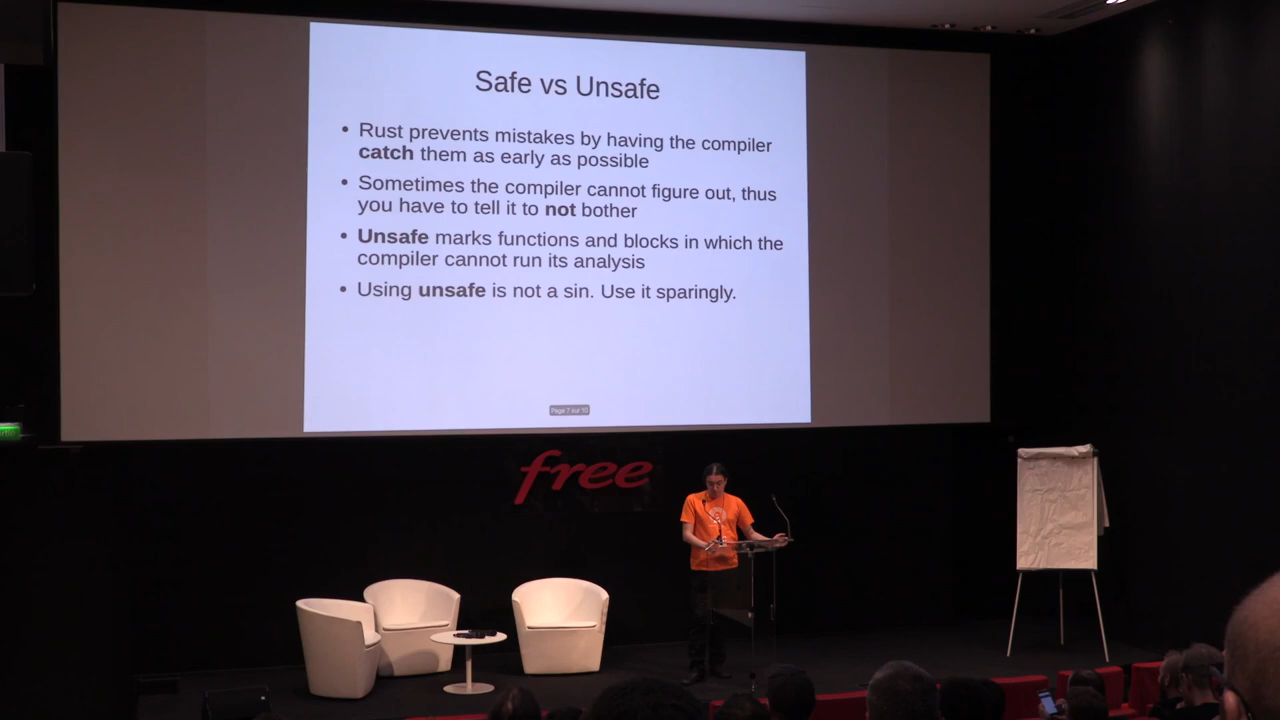 Safe vs Unsafe
• Rust prevents mistakes by having the compiler
catch them as early as possible
• Sometimes the compiler cannot figure out, thus
you have to tell it to not bother
• Unsafe marks functions and blocks in which the
compiler cannot run its analysis
• Using unsafe is not a sin. Use it sparingly.
Page 7 sur 10
free